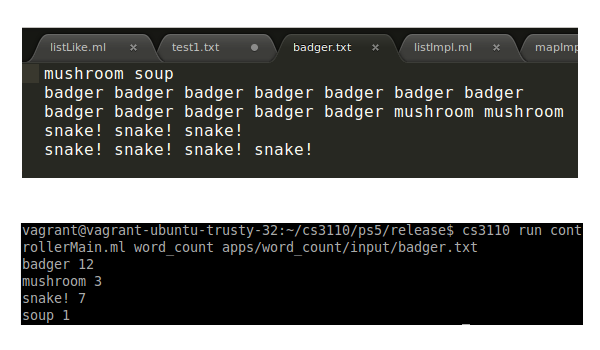 listLike.ml × test1.txt ● badger.txt × listImpl.ml × mapImp
mushroom soup
badger badger badger badger badger badger badger
badger badger badger badger badger mushroom mushroom
snake! snake! snake!
snake! snake! snake! snake!
vagrant@vagrant-ubuntu-trusty-32:~/cs3110/ps5/release$ cs3110 run cont
rollerMain.ml word_count apps/word_count/input/badger.txt
badger 12
mushroom 3
snake! 7
soup 1